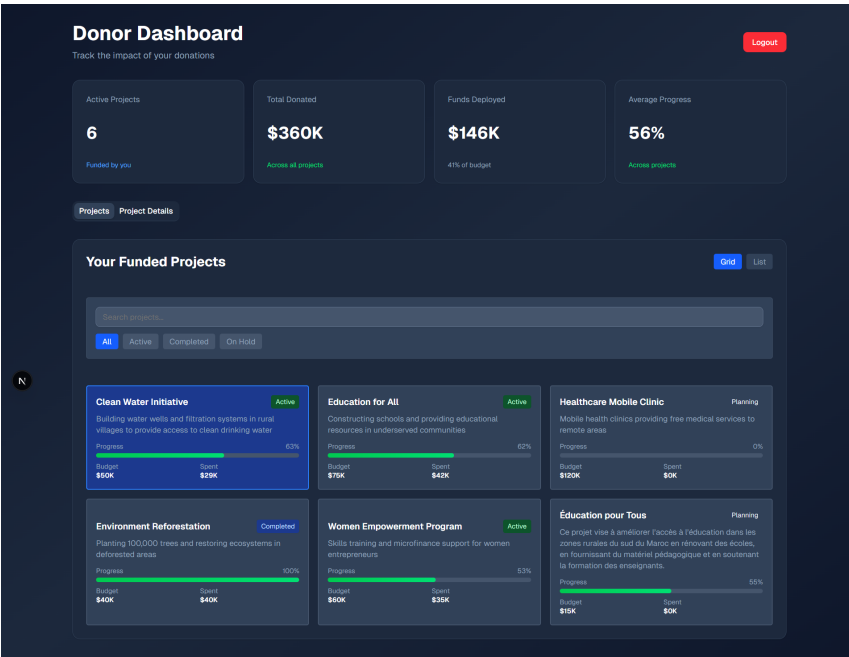 Donor Dashboard
Track the impact of your donations
Logout
Active Projects
6
Funded by you
Total Donated
$360K
Across all projects
Funds Deployed
$146K
41% of budget
Average Progress
56%
Across projects
Projects
Project Details
Your Funded Projects
Grid
List
Search projects...
All
Active
Completed
On Hold
N
Clean Water Initiative
Active
Building water wells and filtration systems in rural
villages to provide access to clean drinking water
Progress
63%
Budget
Spent
$50K
$29K
Education for All
Active
Constructing schools and providing educational
resources in underserved communities
Progress
62%
Budget
Spent
$75K
$42K
Healthcare Mobile Clinic
Planning
Mobile health clinics providing free medical services to
remote areas
Progress
0%
Budget
Spent
$120K
$0K
Environment Reforestation
Completed
Planting 100,000 trees and restoring ecosystems in
deforested areas
Progress
100%
Budget
Spent
$40K
$40K
Women Empowerment Program
Active
Skills training and microfinance support for women
entrepreneurs
Progress
53%
Budget
Spent
$60K
$35K
Éducation pour Tous
Planning
Ce projet vise à améliorer l'accès à l'éducation dans les
zones rurales du sud du Maroc en rénovant des écoles,
en fournissant du matériel pédagogique et en soutenant
la formation des enseignants.
Progress
55%
Budget
Spent
$15K
$0K